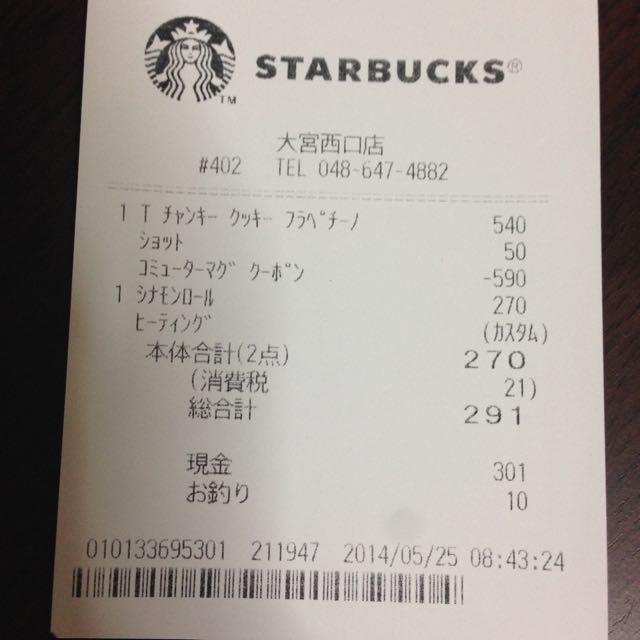 TM
STARBUCKS®
大宮西口店
#402 TEL 048-647-4882
1 T ﾁｬﾝｷｰ ｸｯｷｰ ﾌﾗﾍﾟﾁｰﾉ 540
ｼｮｯﾄ 50
ｺﾐｭｰﾀｰﾏｸﾞ ｸｰﾎﾟﾝ -590
1 ｼﾅﾓﾝﾛｰﾙ 270
ﾋｰﾃｨﾝｸﾞ (ｶｽﾀﾑ)
本体合計(2点) 270
(消費税 21)
総合計 291
現金 301
お釣り 10
010133695301 211947 2014/05/25 08:43:24